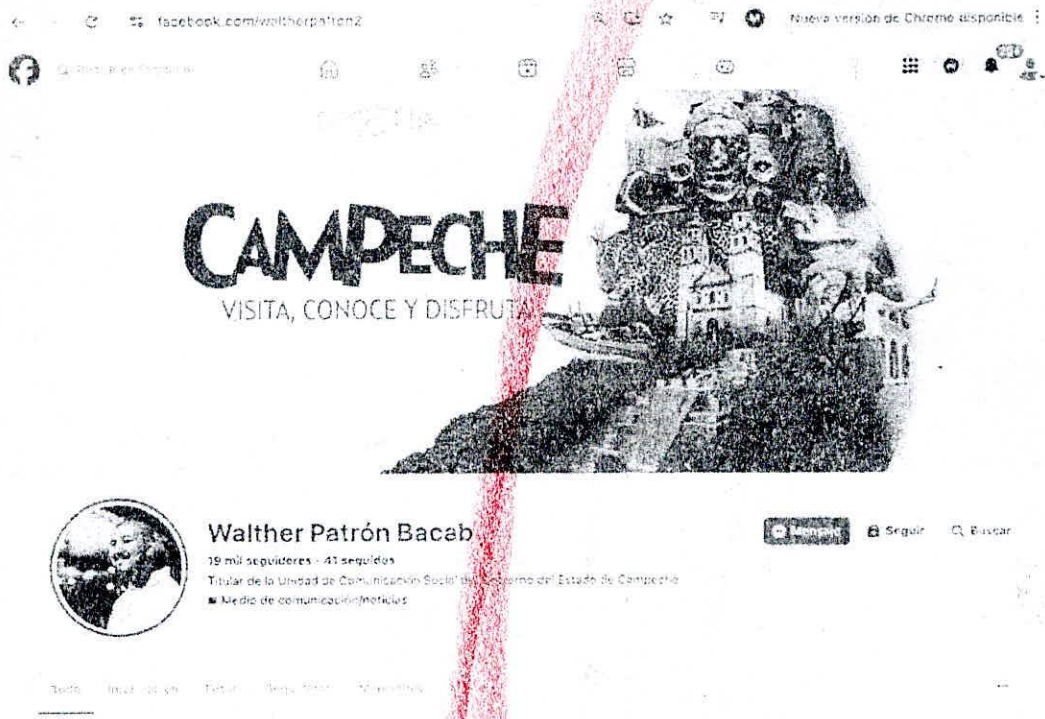 facebook.com/waltherpatron2
Nueva versión de Chrome disponible
CAMPECHE
VISITA, CONOCE Y DISFRUTA
Walther Patrón Bacab
19 mil seguidores · 41 seguidos
Titular de la Unidad de Comunicación Social del Gobierno del Estado de Campeche
Medio de comunicación/noticias
Mensaje
Seguir
Buscar